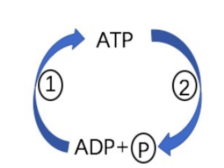 ATP
① ②
ADP+Ⓟ